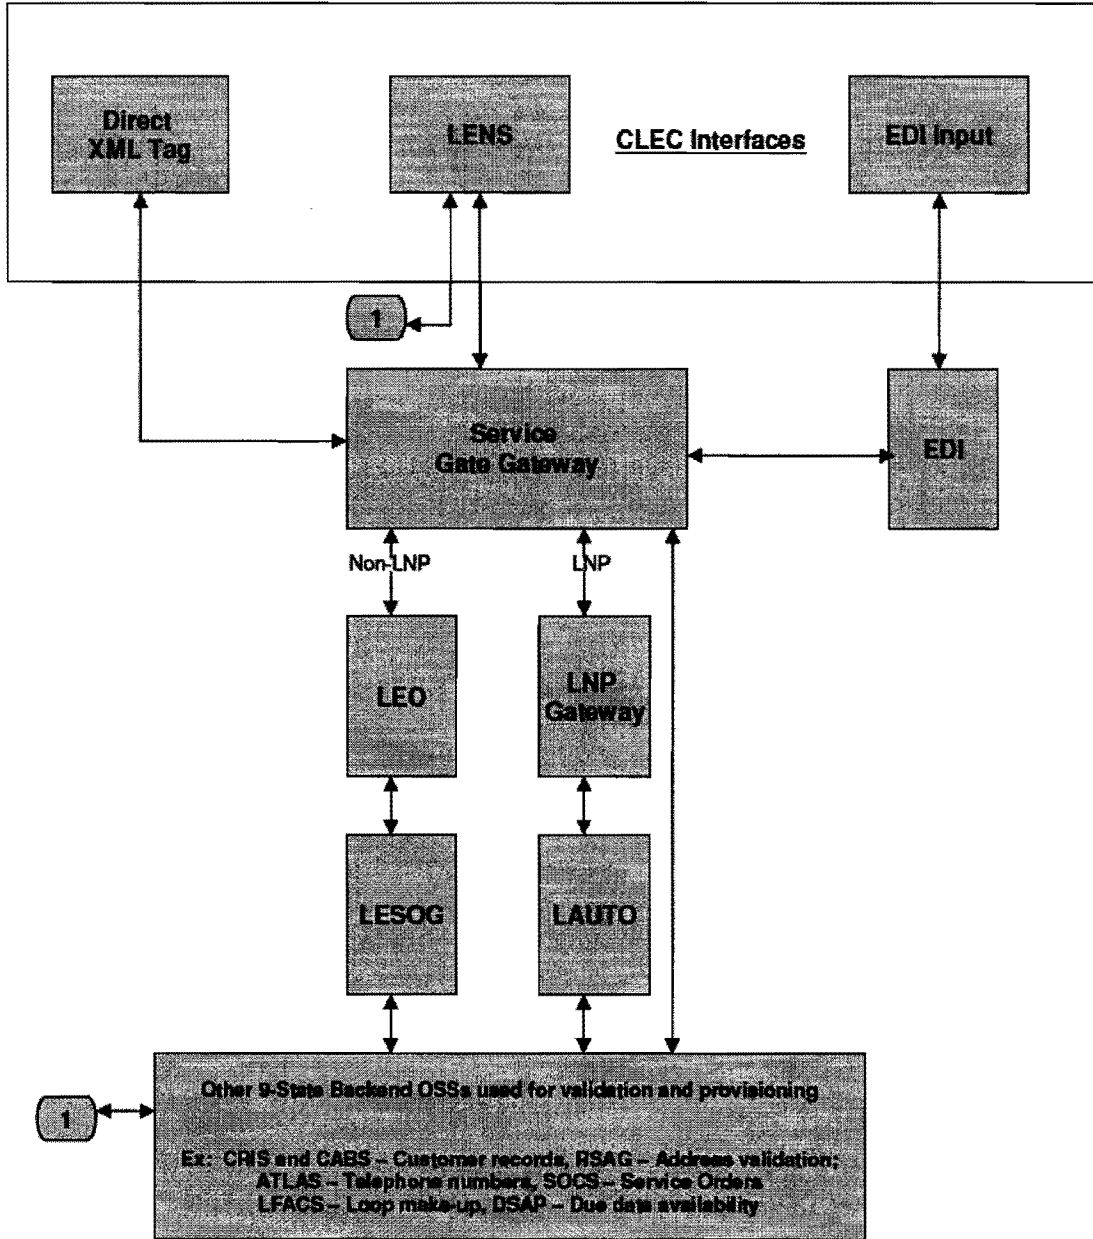 Direct
XML Tag
LENS
CLEC Interfaces
EDI Input
1
Service
Gate Gateway
EDI
Non-LNP
LNP
LEO
LNP
Gateway
LESOG
LAUTO
Other 9-State Backend OSSs used for validation and provisioning
1
Ex: CRIS and CABS – Customer records, RSAG – Address validation;
ATLAS – Telephone numbers, SOCS – Service Orders
LFACS – Loop make-up, DSAP – Due data availability